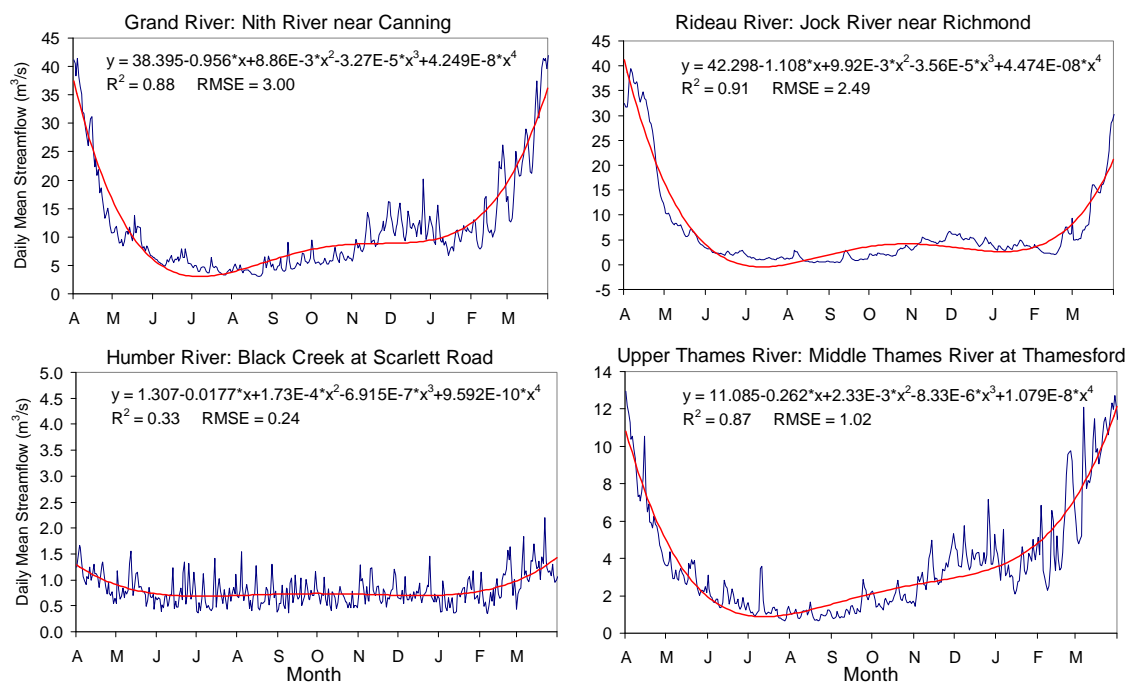 Grand River: Nith River near Canning
y = 38.395-0.956*x+8.86E-3*x²-3.27E-5*x³+4.249E-8*x⁴
R² = 0.88 RMSE = 3.00
Daily Mean Streamflow (m³/s)
45
40
35
30
25
20
15
10
5
0
A M J J A S O N D J F M
Rideau River: Jock River near Richmond
y = 42.298-1.108*x+9.92E-3*x²-3.56E-5*x³+4.474E-08*x⁴
R² = 0.91 RMSE = 2.49
45
40
35
30
25
20
15
10
5
0
-5
A M J J A S O N D J F M
Humber River: Black Creek at Scarlett Road
y = 1.307-0.0177*x+1.73E-4*x²-6.915E-7*x³+9.592E-10*x⁴
R² = 0.33 RMSE = 0.24
Daily Mean Streamflow (m³/s)
5.0
4.5
4.0
3.5
3.0
2.5
2.0
1.5
1.0
0.5
0.0
A M J J A S O N D J F M
Month
Upper Thames River: Middle Thames River at Thamesford
y = 11.085-0.262*x+2.33E-3*x²-8.33E-6*x³+1.079E-8*x⁴
R² = 0.87 RMSE = 1.02
14
12
10
8
6
4
2
0
A M J J A S O N D J F M
Month